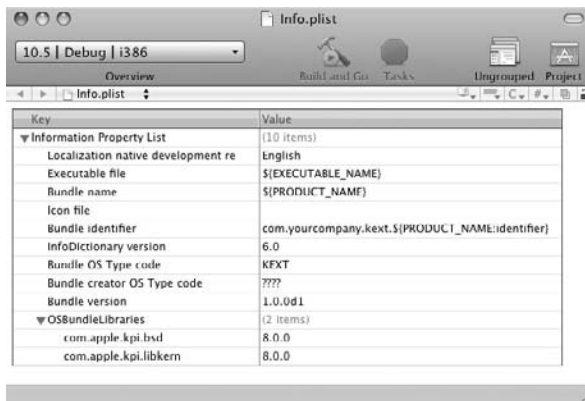 Info.plist
10.5 | Debug | i386
Overview
Build and Go
Tasks
Ungrouped
Project
Info.plist
C
#
Key
Value
Information Property List
(10 items)
Localization native development re
English
Executable file
${EXECUTABLE_NAME}
Bundle name
${PRODUCT_NAME}
Icon file
Bundle identifier
com.yourcompany.kext.${PRODUCT_NAME:identifier}
InfoDictionary version
6.0
Bundle OS Type code
KEXT
Bundle creator OS Type code
????
Bundle version
1.0.0d1
OSBundleLibraries
(2 items)
com.apple.kpi.bsd
8.0.0
com.apple.kpi.libkern
8.0.0